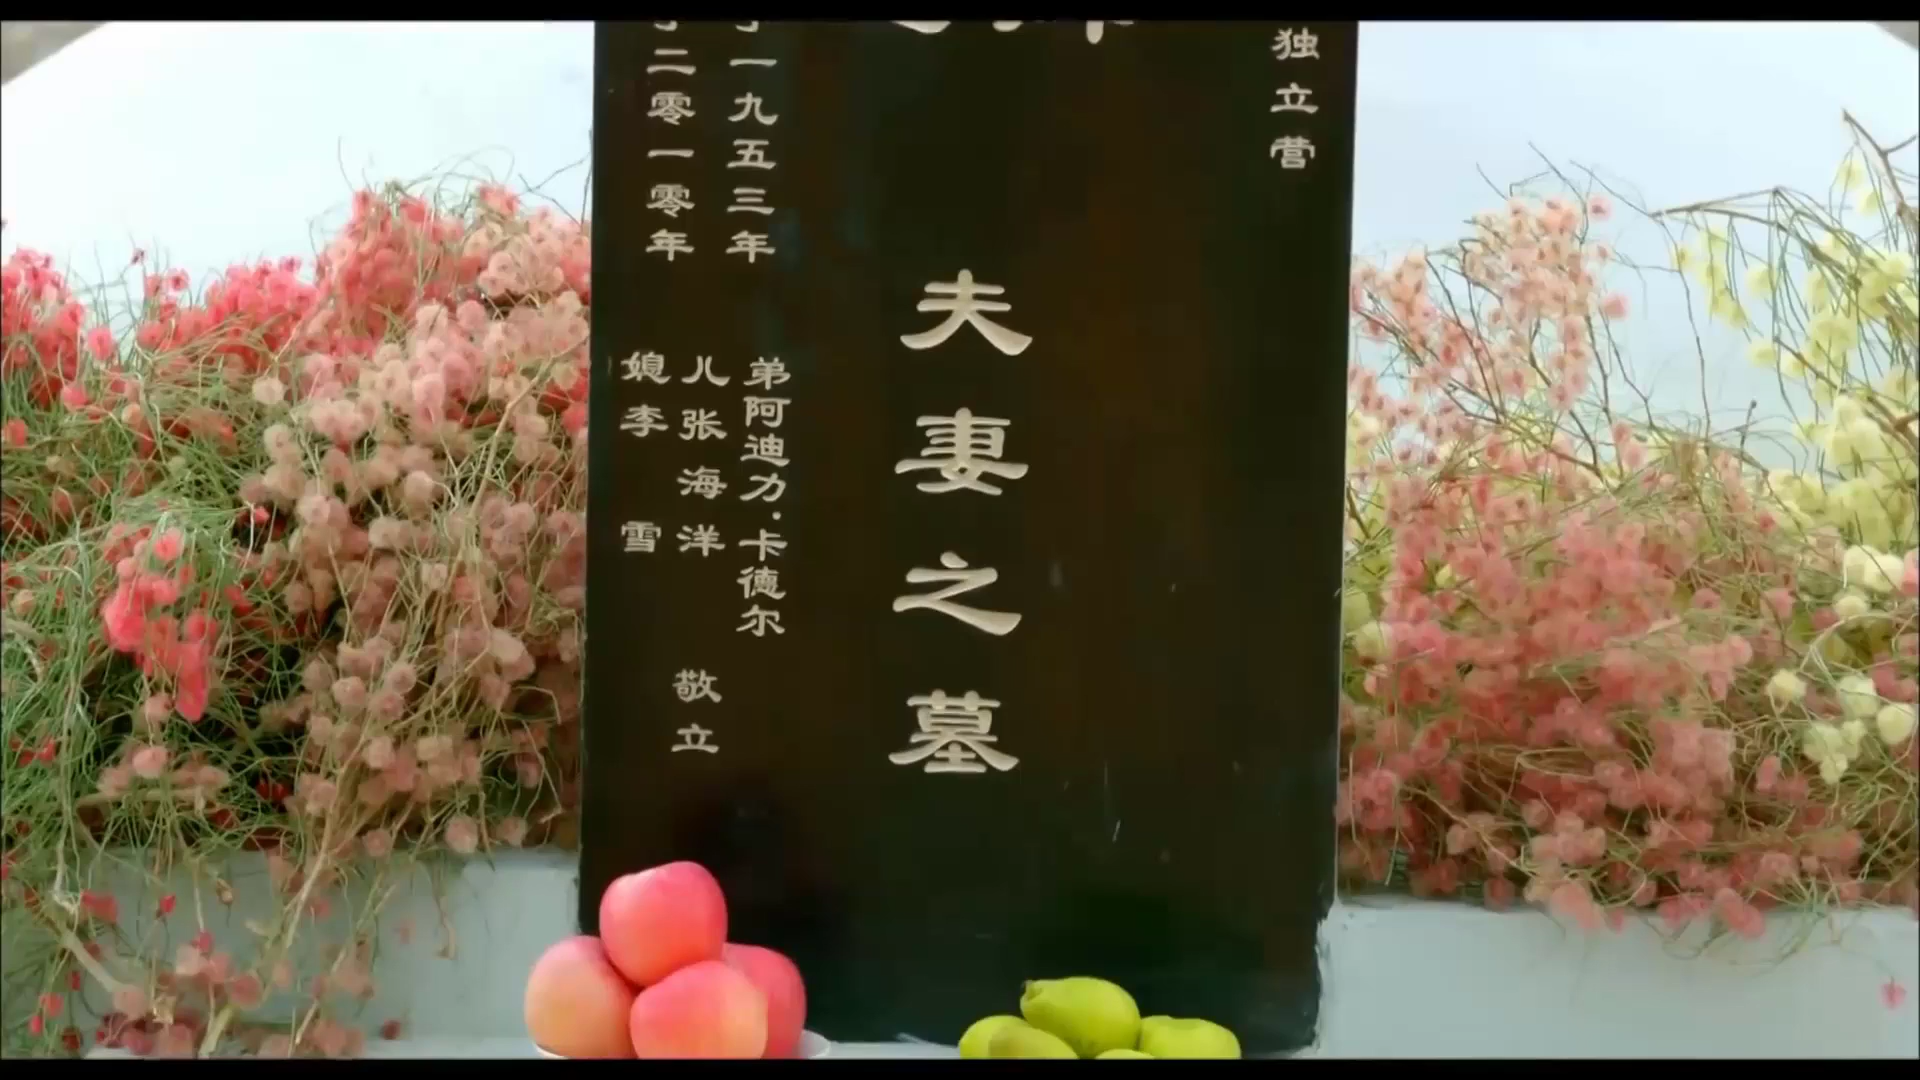 独立营
夫妻之墓
一九五三年
二零一零年
弟阿迪力·卡德尔
儿张海洋
媳李雪
敬立